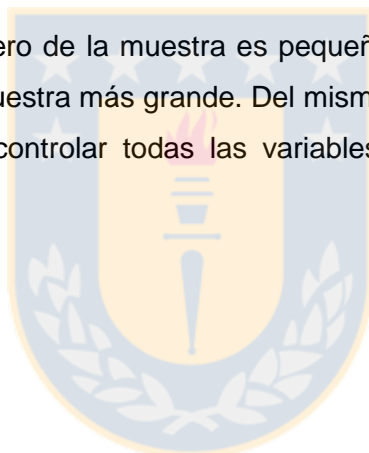 ero de la muestra es pequeñ
uestra más grande. Del mism
controlar todas las variables